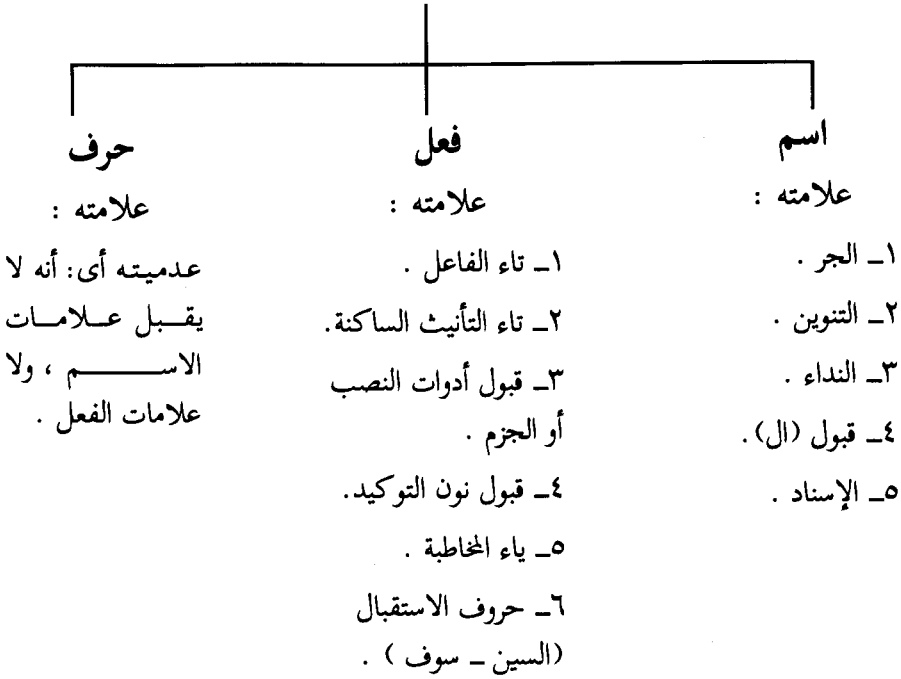 اسم
علامته :
١ـ الجر .
٢ـ التنوين .
٣ـ النداء .
٤ـ قبول (ال).
٥ـ الإسناد .
فعل
علامته :
١ـ تاء الفاعل .
٢ـ تاء التأنيث الساكنة.
٣ـ قبول أدوات النصب
أو الجزم .
٤ـ قبول نون التوكيد.
٥ـ ياء المخاطبة .
٦ـ حروف الاستقبال
(السين ـ سوف ) .
حرف
علامته :
عدميته أى: أنه لا
يقبل علامات
الاسم ، ولا
علامات الفعل .